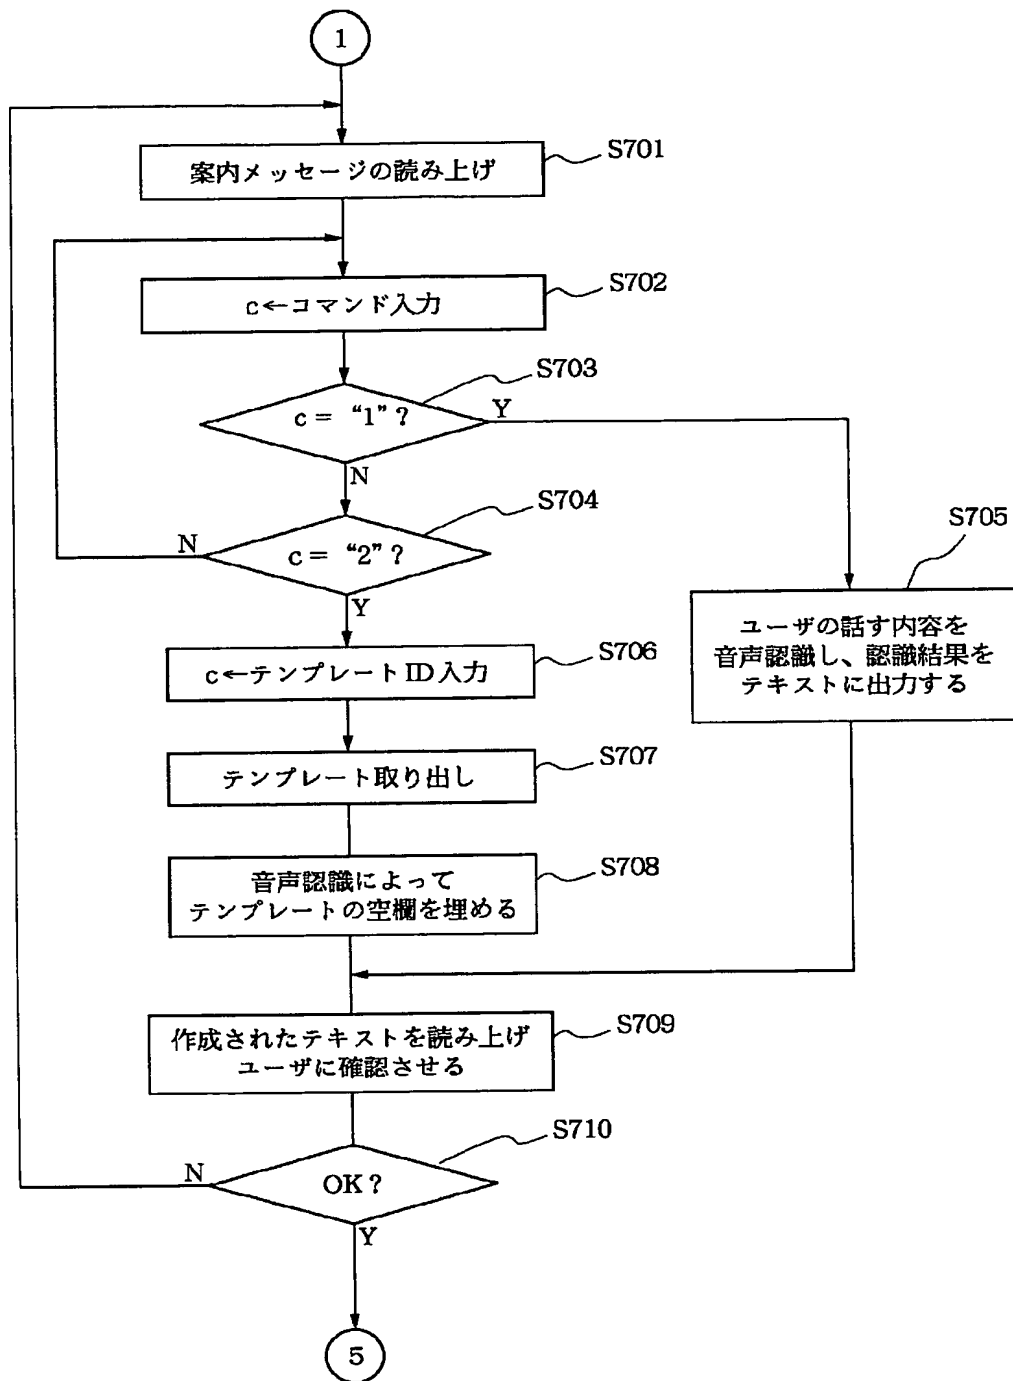 1
案内メッセージの読み上げ
S701
c←コマンド入力
S702
c = “1”?
S703
Y
N
c = “2”?
S704
N
Y
S705
ユーザの話す内容を
音声認識し、認識結果を
テキストに出力する
c←テンプレートID入力
S706
テンプレート取り出し
S707
音声認識によって
テンプレートの空欄を埋める
S708
作成されたテキストを読み上げ
ユーザに確認させる
S709
OK?
S710
N
Y
5